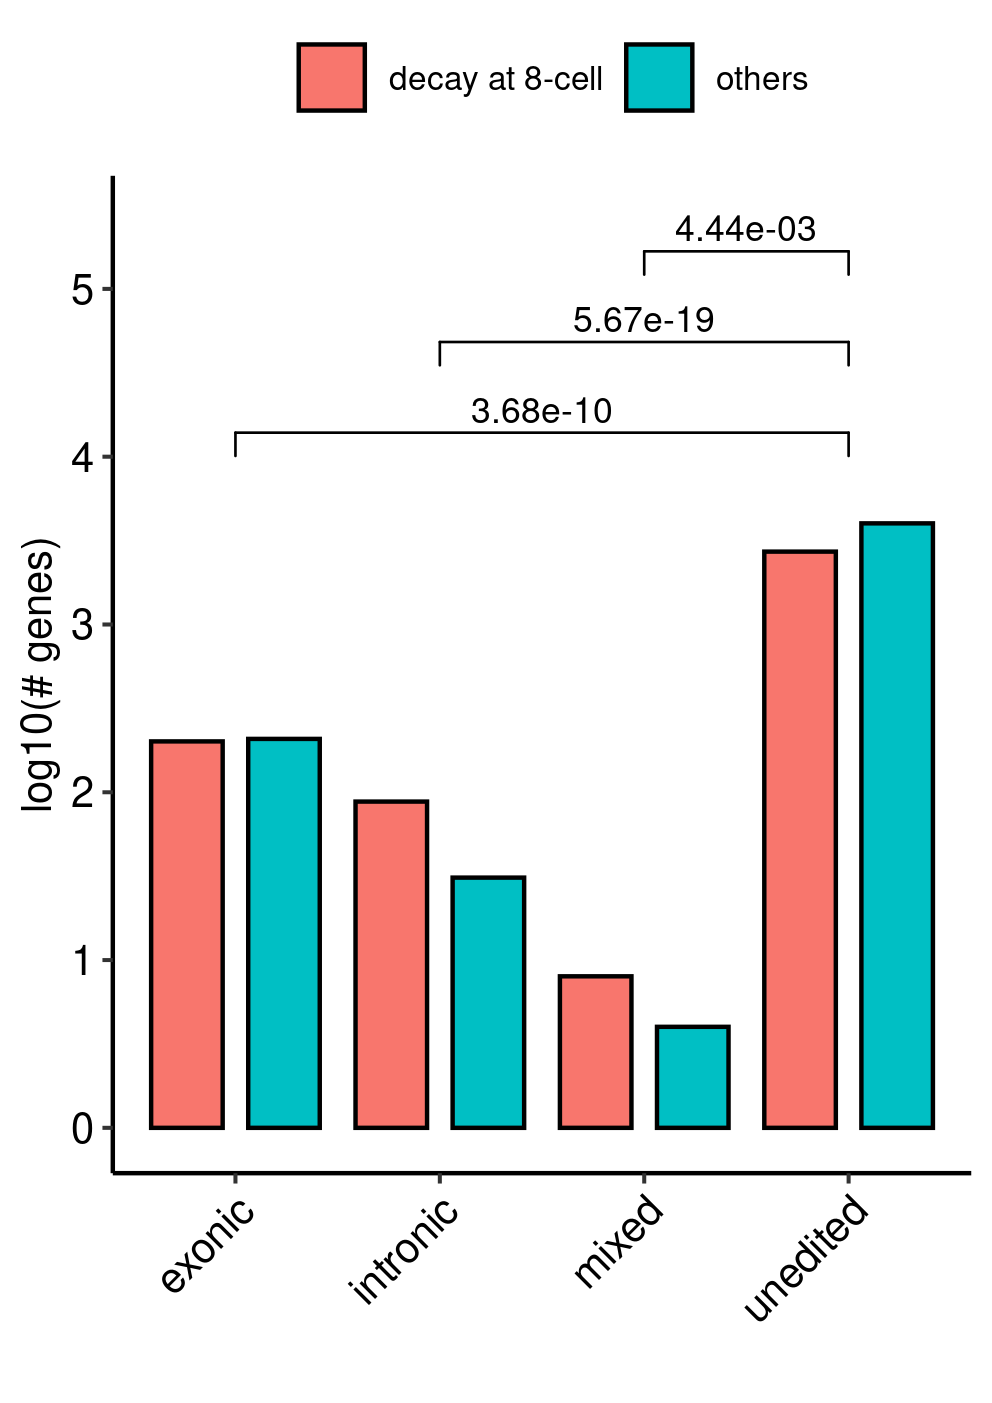 decay at 8-cell others
4.44e-03
5.67e-19
3.68e-10
5
4
3
2
1
0
log10(# genes)
exonic intronic mixed unedited